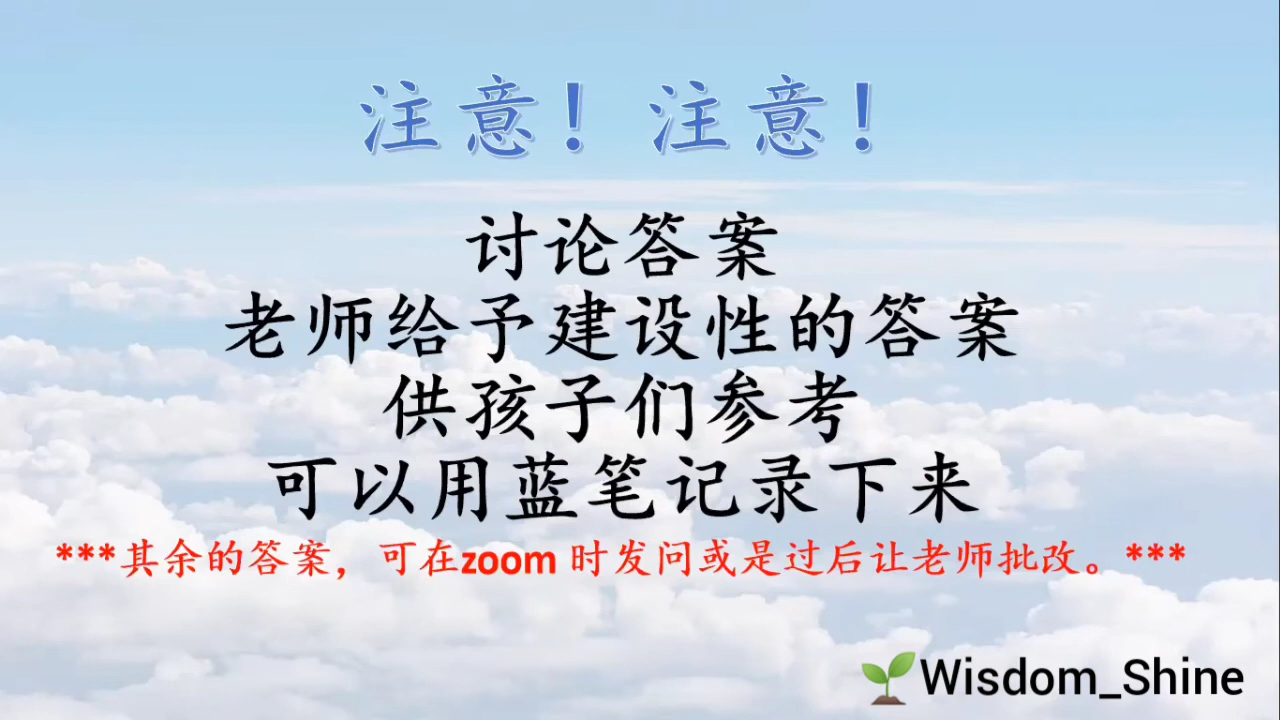 注意！注意！
讨论答案
老师给予建设性的答案
供孩子们参考
可以用蓝笔记录下来
***其余的答案，可在zoom 时发问或是过后让老师批改。***
Wisdom_Shine